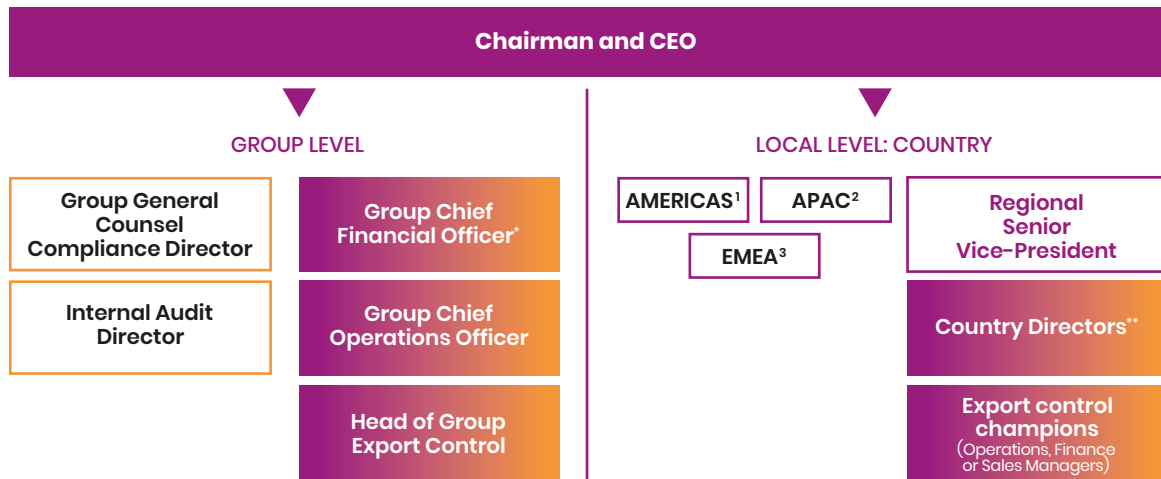 Chairman and CEO
GROUP LEVEL
Group General
Counsel
Compliance Director
Internal Audit
Director
Group Chief
Financial Officer*
Group Chief
Operations Officer
Head of Group
Export Control
LOCAL LEVEL: COUNTRY
AMERICAS¹
APAC²
EMEA³
Regional
Senior
Vice-President
Country Directors**
Export control
champions
(Operations, Finance
or Sales Managers)